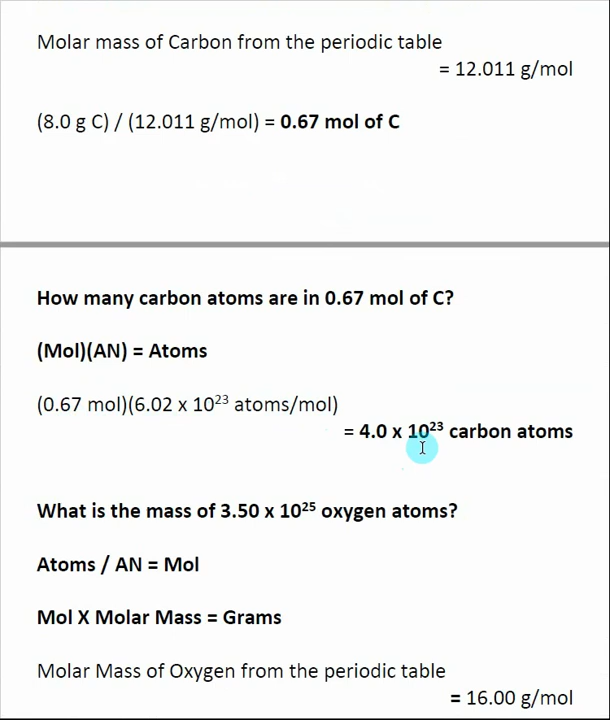 Molar mass of Carbon from the periodic table
= 12.011 g/mol
(8.0 g C) / (12.011 g/mol) = 0.67 mol of C
How many carbon atoms are in 0.67 mol of C?
(Mol)(AN) = Atoms
(0.67 mol)(6.02 x 10²³ atoms/mol)
= 4.0 x 10²³ carbon atoms
What is the mass of 3.50 x 10²⁵ oxygen atoms?
Atoms / AN = Mol
Mol X Molar Mass = Grams
Molar Mass of Oxygen from the periodic table
= 16.00 g/mol